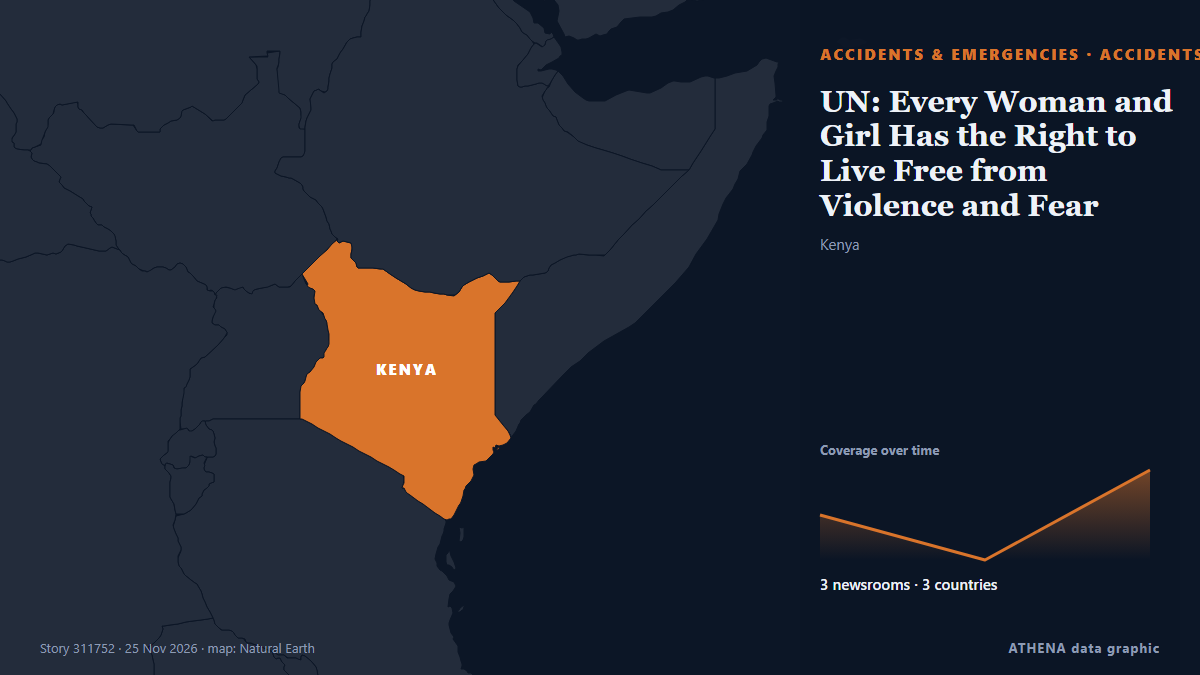 ACCIDENTS & EMERGENCIES · ACCIDENTS
UN: Every Woman and
Girl Has the Right to
Live Free from
Violence and Fear
Kenya
KENYA
Coverage over time
3 newsrooms · 3 countries
Story 311752 · 25 Nov 2026 · map: Natural Earth
ATHENA data graphic